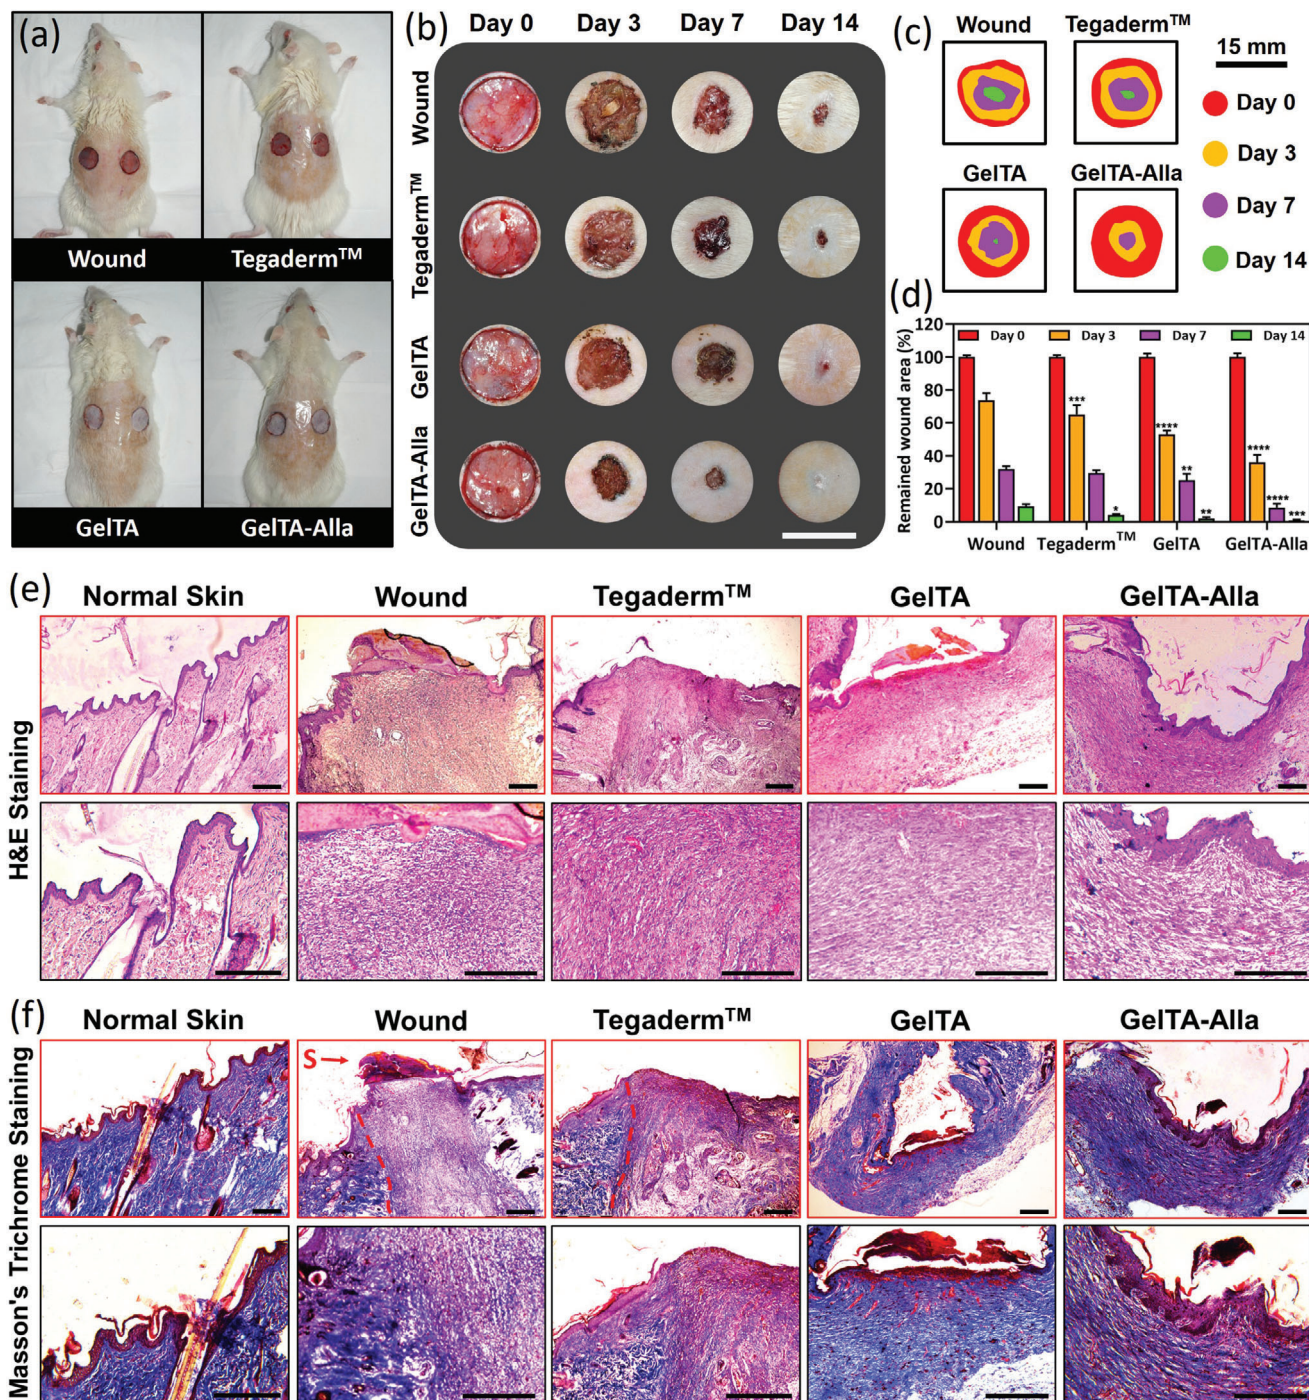 (a)
Wound
Tegaderm™
GelTA
GelTA-Alla
(b)
Day 0 Day 3 Day 7 Day 14
Wound
Tegaderm™
GelTA
GelTA-Alla
(c)
Wound
Tegaderm™
GelTA
GelTA-Alla
15 mm
Day 0
Day 3
Day 7
Day 14
(d)
Remained wound area (%)
120
100
80
60
40
20
0
Day 0 Day 3 Day 7 Day 14
*** * **** ** ** **** **** ***
Wound Tegaderm™ GelTA GelTA-Alla
(e)
Normal Skin Wound Tegaderm™ GelTA GelTA-Alla
H&E Staining
(f)
Normal Skin Wound Tegaderm™ GelTA GelTA-Alla
S
Masson's Trichrome Staining